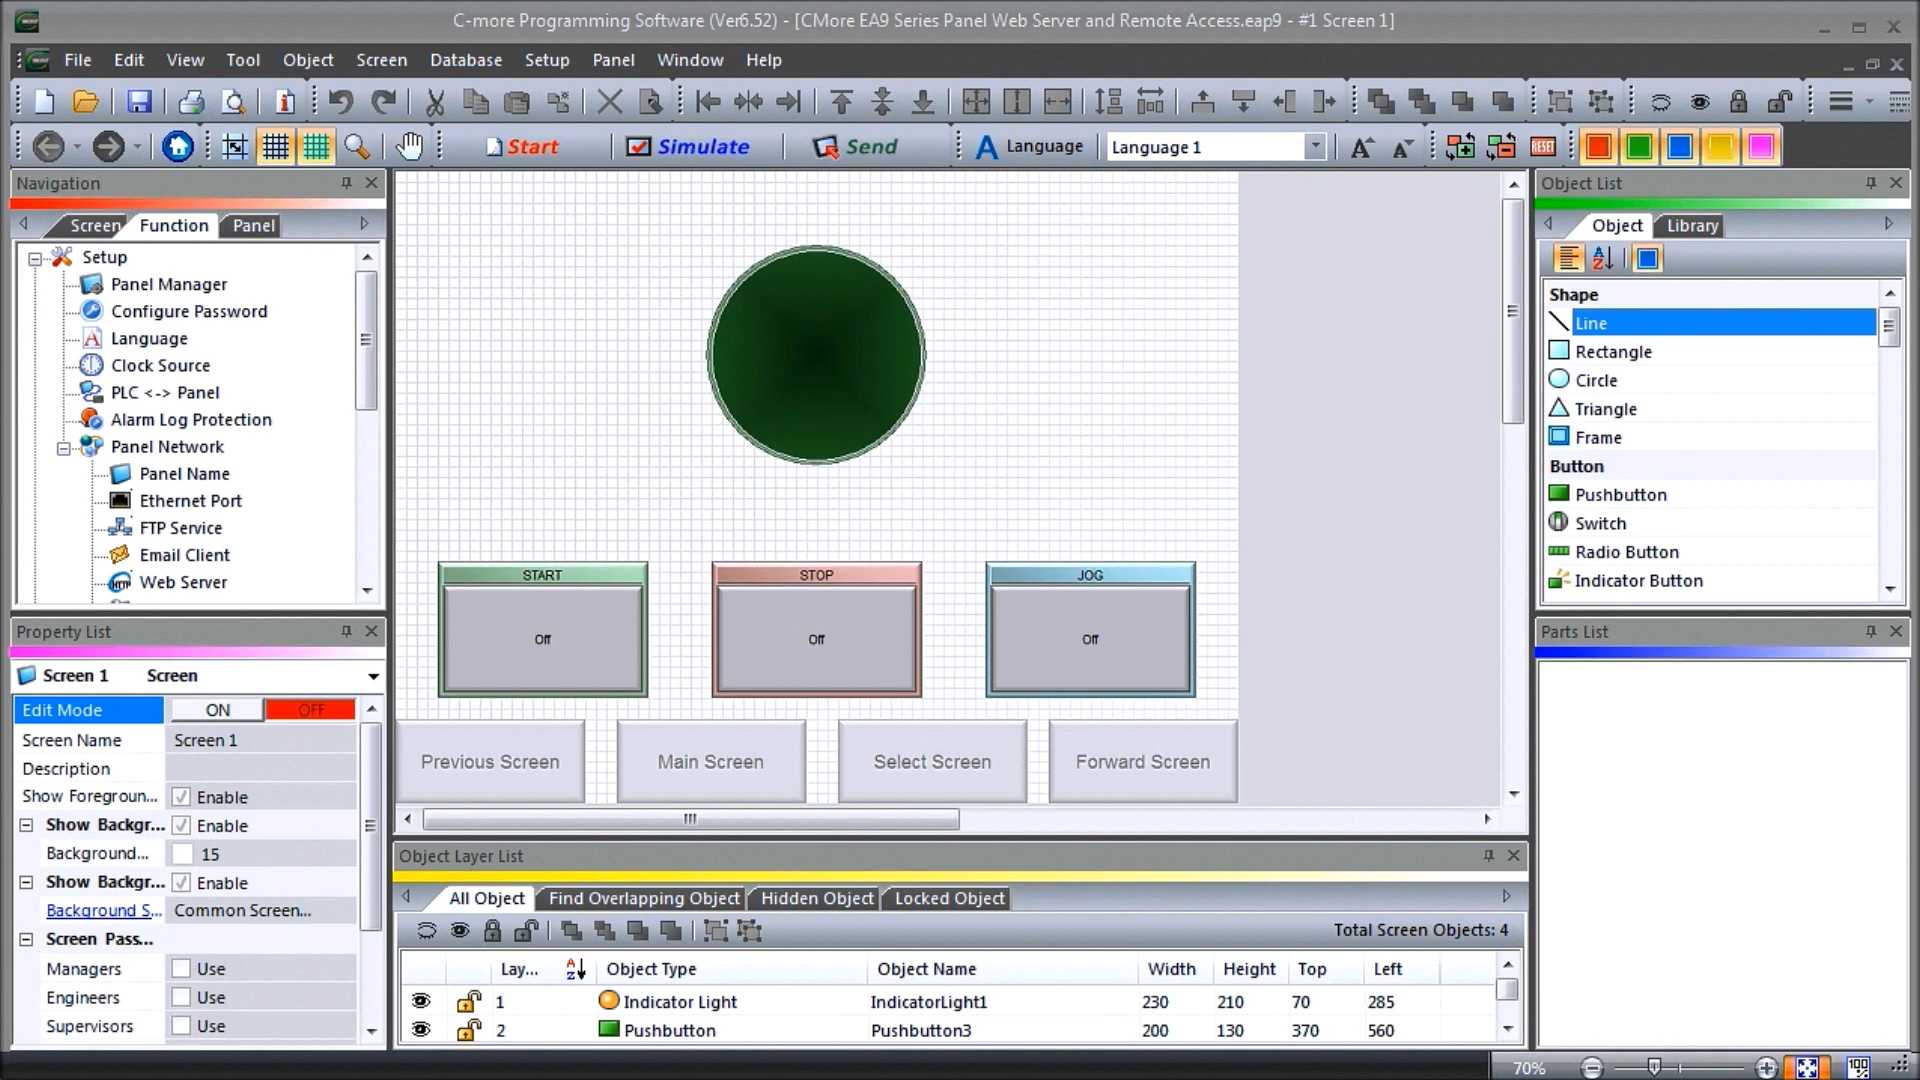 C-more Programming Software (Ver6.52) - [CMore EA9 Series Panel Web Server and Remote Access.eap9 - #1 Screen 1]
File Edit View Tool Object Screen Database Setup Panel Window Help
Start Simulate Send Language Language 1 RESET
Navigation
Screen Function Panel
Setup
Panel Manager
Configure Password
Language
Clock Source
PLC <-> Panel
Alarm Log Protection
Panel Network
Panel Name
Ethernet Port
FTP Service
Email Client
Web Server
Property List
Screen 1 Screen
Edit Mode ON OFF
Screen Name Screen 1
Description
Show Foregroun... Enable
Show Backgr... Enable
Background... 15
Show Backgr... Enable
Background S... Common Screen...
Screen Pass...
Managers Use
Engineers Use
Supervisors Use
START STOP JOG
Off Off Off
Previous Screen Main Screen Select Screen Forward Screen
Object Layer List
All Object Find Overlapping Object Hidden Object Locked Object
Total Screen Objects: 4
Lay... Object Type Object Name Width Height Top Left
1 Indicator Light IndicatorLight1 230 210 70 285
2 Pushbutton Pushbutton3 200 130 370 560
Object List
Object Library
Shape
Line
Rectangle
Circle
Triangle
Frame
Button
Pushbutton
Switch
Radio Button
Indicator Button
Parts List
70%